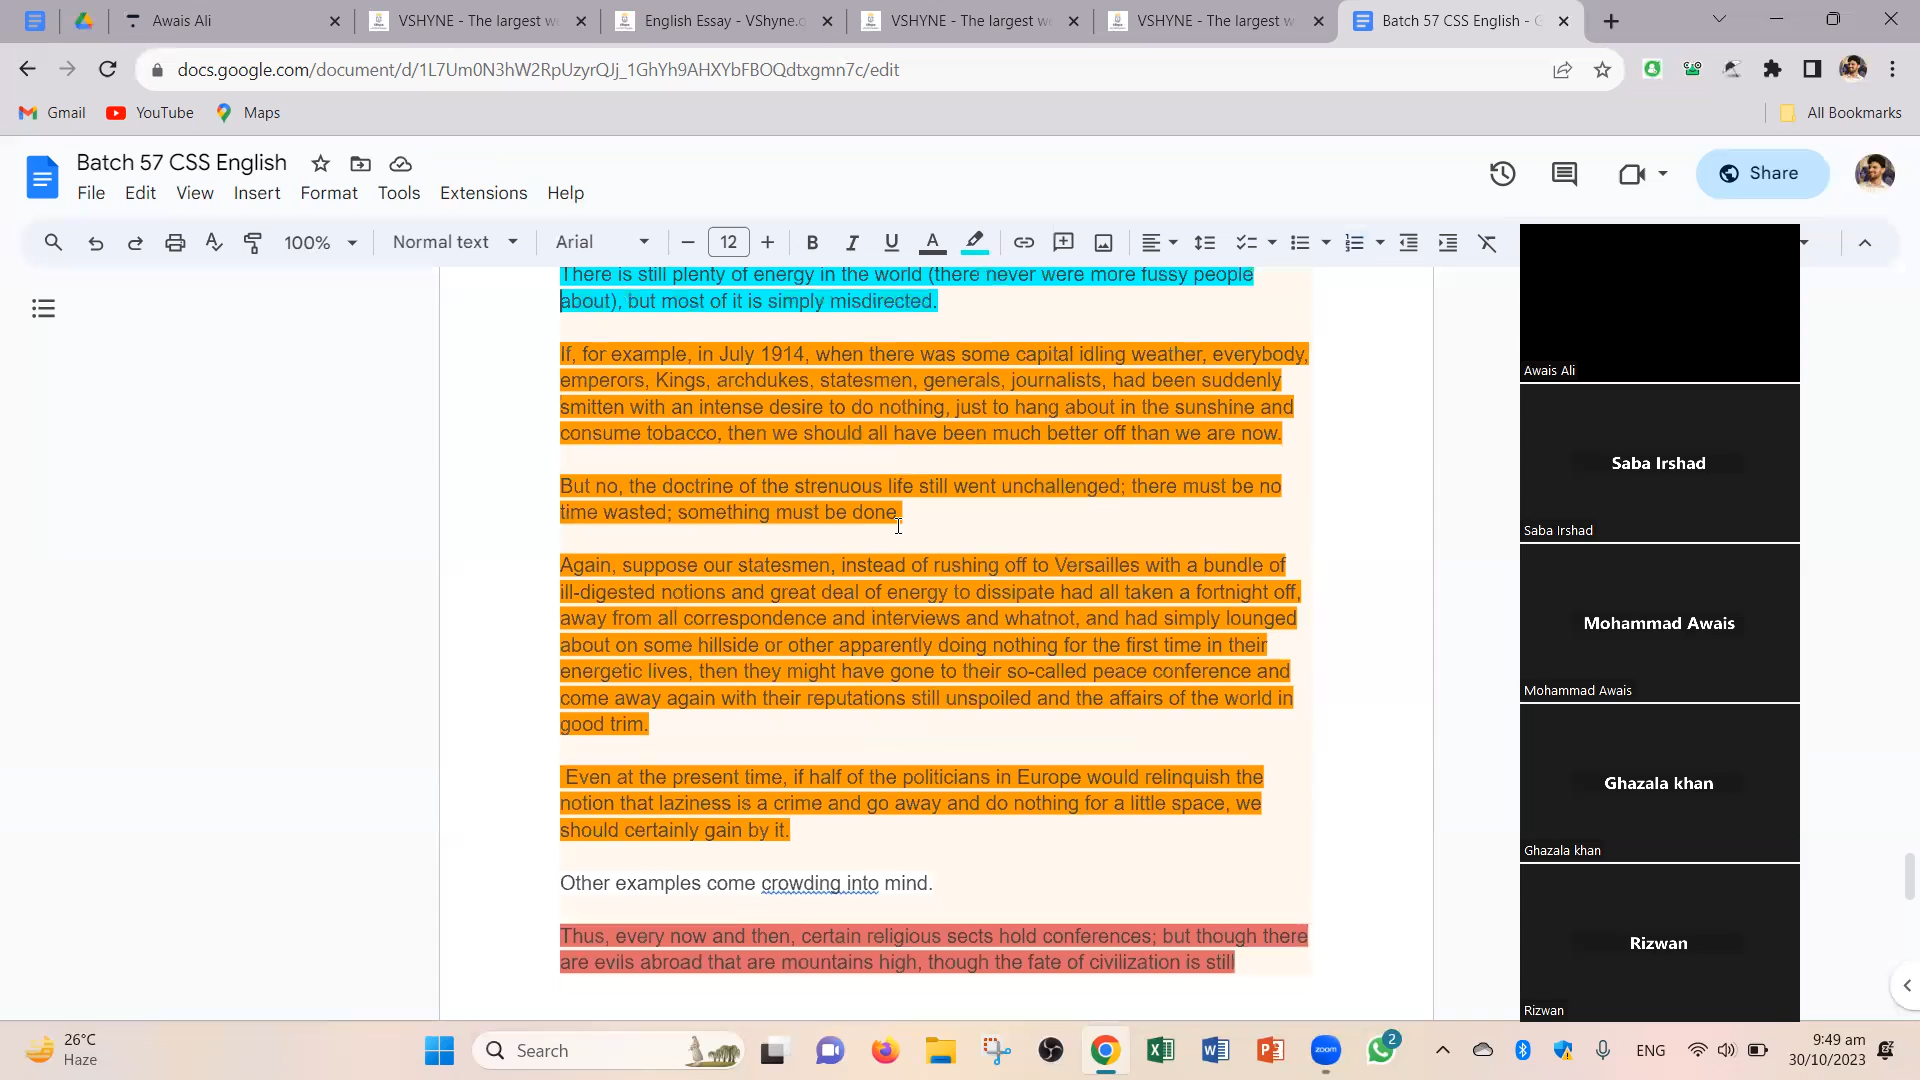 Awais Ali
VSHYNE - The largest w
English Essay - VShyne.c
VSHYNE - The largest w
VSHYNE - The largest w
Batch 57 CSS English - G
docs.google.com/document/d/1L7Um0N3hW2RpUzyrQJj_1GhYh9AHXYbFBOQdtxgmn7c/edit
Gmail
YouTube
Maps
All Bookmarks
Batch 57 CSS English
File Edit View Insert Format Tools Extensions Help
Share
100%
Normal text
Arial
12
There is still plenty of energy in the world (there never were more fussy people
about), but most of it is simply misdirected.
If, for example, in July 1914, when there was some capital idling weather, everybody,
emperors, Kings, archdukes, statesmen, generals, journalists, had been suddenly
smitten with an intense desire to do nothing, just to hang about in the sunshine and
consume tobacco, then we should all have been much better off than we are now.
But no, the doctrine of the strenuous life still went unchallenged; there must be no
time wasted; something must be done.
Again, suppose our statesmen, instead of rushing off to Versailles with a bundle of
ill-digested notions and great deal of energy to dissipate had all taken a fortnight off,
away from all correspondence and interviews and whatnot, and had simply lounged
about on some hillside or other apparently doing nothing for the first time in their
energetic lives, then they might have gone to their so-called peace conference and
come away again with their reputations still unspoiled and the affairs of the world in
good trim.
Even at the present time, if half of the politicians in Europe would relinquish the
notion that laziness is a crime and go away and do nothing for a little space, we
should certainly gain by it.
Other examples come crowding into mind.
Thus, every now and then, certain religious sects hold conferences; but though there
are evils abroad that are mountains high, though the fate of civilization is still
Awais Ali
Saba Irshad
Saba Irshad
Mohammad Awais
Mohammad Awais
Ghazala khan
Ghazala khan
Rizwan
Rizwan
26°C
Haze
Search
zoom
2
ENG
9:49 am
30/10/2023